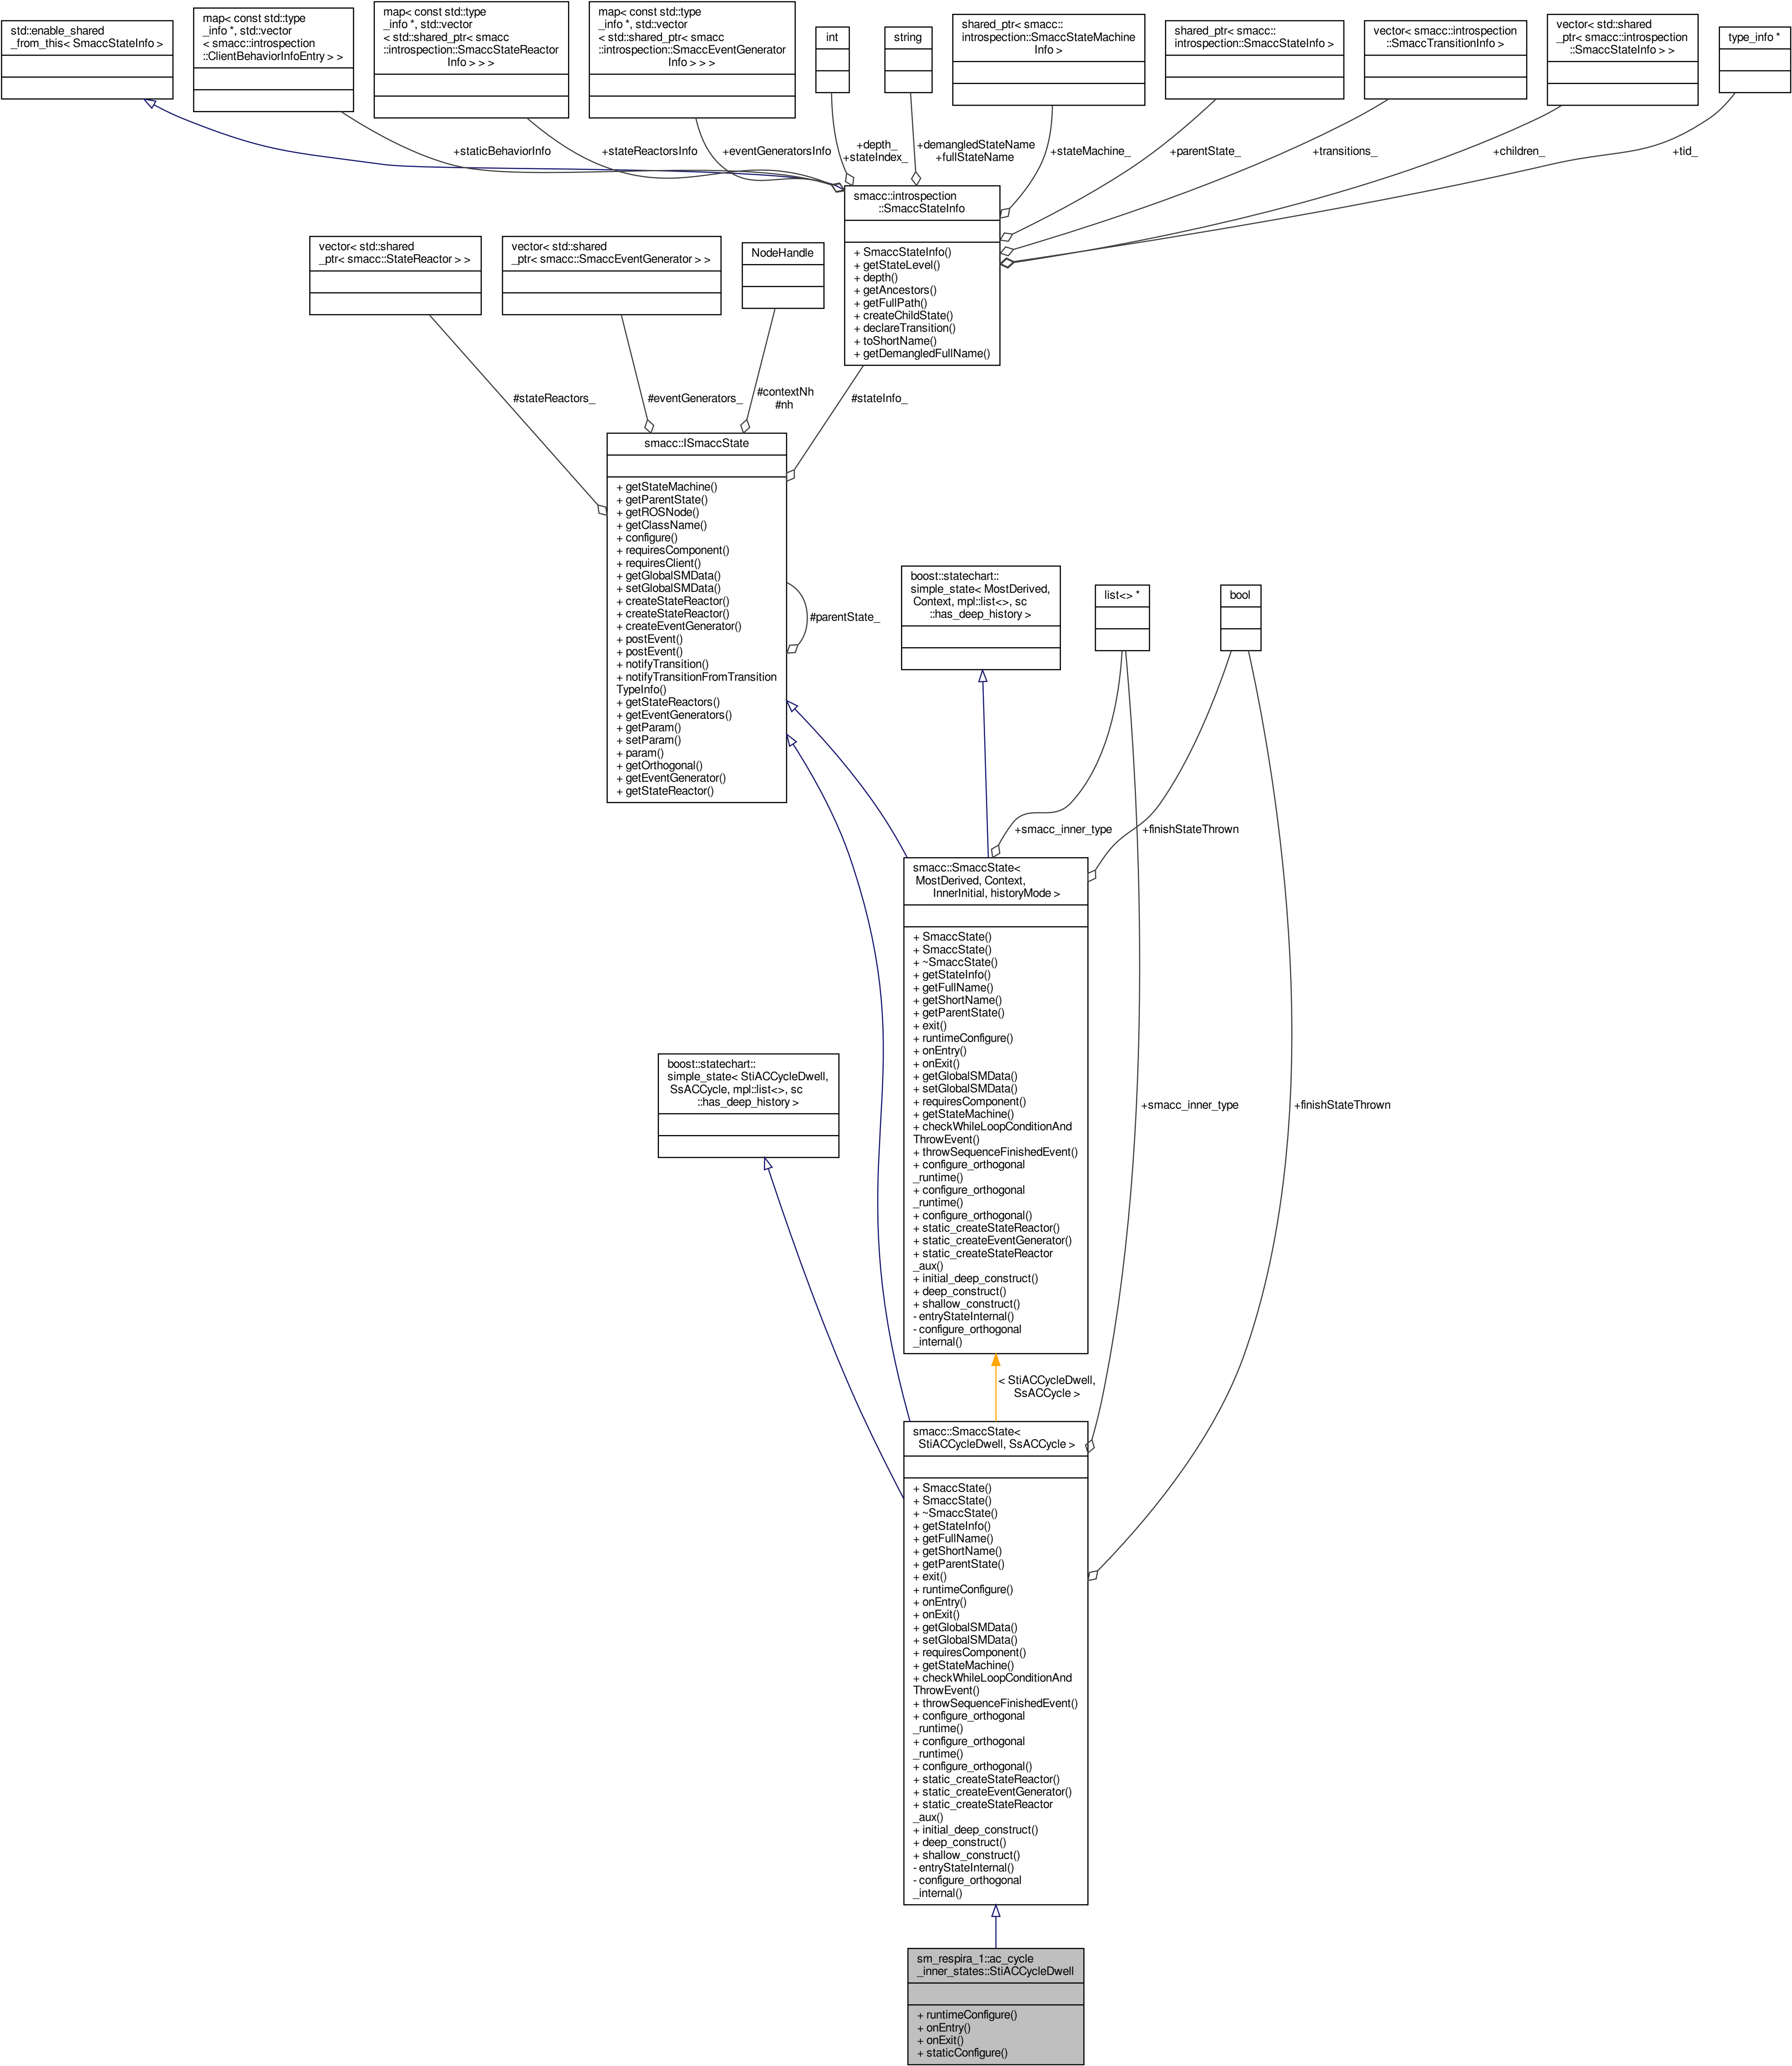 std::enable_shared
_from_this< SmaccStateInfo >
map< const std::type
_info *, std::vector
< smacc::introspection
::ClientBehaviorInfoEntry > >
map< const std::type
_info *, std::vector
< std::shared_ptr< smacc
::introspection::SmaccStateReactor
Info > > >
map< const std::type
_info *, std::vector
< std::shared_ptr< smacc
::introspection::SmaccEventGenerator
Info > > >
int
string
shared_ptr< smacc::
introspection::SmaccStateMachine
Info >
shared_ptr< smacc::
introspection::SmaccStateInfo >
vector< smacc::introspection
::SmaccTransitionInfo >
vector< std::shared
_ptr< smacc::introspection
::SmaccStateInfo > >
type_info *
+staticBehaviorInfo
+stateReactorsInfo
+eventGeneratorsInfo
+depth_
+stateIndex_
+demangledStateName
+fullStateName
+stateMachine_
+parentState_
+transitions_
+children_
+tid_
smacc::introspection
::SmaccStateInfo
+ SmaccStateInfo()
+ getStateLevel()
+ depth()
+ getAncestors()
+ getFullPath()
+ createChildState()
+ declareTransition()
+ toShortName()
+ getDemangledFullName()
vector< std::shared
_ptr< smacc::StateReactor > >
vector< std::shared
_ptr< smacc::SmaccEventGenerator > >
NodeHandle
#stateReactors_
#eventGenerators_
#contextNh
#nh
#stateInfo_
smacc::ISmaccState
+ getStateMachine()
+ getParentState()
+ getROSNode()
+ getClassName()
+ configure()
+ requiresComponent()
+ requiresClient()
+ getGlobalSMData()
+ setGlobalSMData()
+ createStateReactor()
+ createStateReactor()
+ createEventGenerator()
+ postEvent()
+ postEvent()
+ notifyTransition()
+ notifyTransitionFromTransition
TypeInfo()
+ getStateReactors()
+ getEventGenerators()
+ getParam()
+ setParam()
+ param()
+ getOrthogonal()
+ getEventGenerator()
+ getStateReactor()
#parentState_
boost::statechart::
simple_state< MostDerived,
Context, mpl::list<>, sc
::has_deep_history >
list<> *
bool
+smacc_inner_type
+finishStateThrown
smacc::SmaccState<
MostDerived, Context,
InnerInitial, historyMode >
+ SmaccState()
+ SmaccState()
+ ~SmaccState()
+ getStateInfo()
+ getFullName()
+ getShortName()
+ getParentState()
+ exit()
+ runtimeConfigure()
+ onEntry()
+ onExit()
+ getGlobalSMData()
+ setGlobalSMData()
+ requiresComponent()
+ getStateMachine()
+ checkWhileLoopConditionAnd
ThrowEvent()
+ throwSequenceFinishedEvent()
+ configure_orthogonal
_runtime()
+ configure_orthogonal
_runtime()
+ configure_orthogonal()
+ static_createStateReactor()
+ static_createEventGenerator()
+ static_createStateReactor
_aux()
+ initial_deep_construct()
+ deep_construct()
+ shallow_construct()
- entryStateInternal()
- configure_orthogonal
_internal()
boost::statechart::
simple_state< StiACCycleDwell,
SsACCycle, mpl::list<>, sc
::has_deep_history >
+smacc_inner_type
+finishStateThrown
< StiACCycleDwell,
SsACCycle >
smacc::SmaccState<
StiACCycleDwell, SsACCycle >
+ SmaccState()
+ SmaccState()
+ ~SmaccState()
+ getStateInfo()
+ getFullName()
+ getShortName()
+ getParentState()
+ exit()
+ runtimeConfigure()
+ onEntry()
+ onExit()
+ getGlobalSMData()
+ setGlobalSMData()
+ requiresComponent()
+ getStateMachine()
+ checkWhileLoopConditionAnd
ThrowEvent()
+ throwSequenceFinishedEvent()
+ configure_orthogonal
_runtime()
+ configure_orthogonal
_runtime()
+ configure_orthogonal()
+ static_createStateReactor()
+ static_createEventGenerator()
+ static_createStateReactor
_aux()
+ initial_deep_construct()
+ deep_construct()
+ shallow_construct()
- entryStateInternal()
- configure_orthogonal
_internal()
sm_respira_1::ac_cycle
_inner_states::StiACCycleDwell
+ runtimeConfigure()
+ onEntry()
+ onExit()
+ staticConfigure()